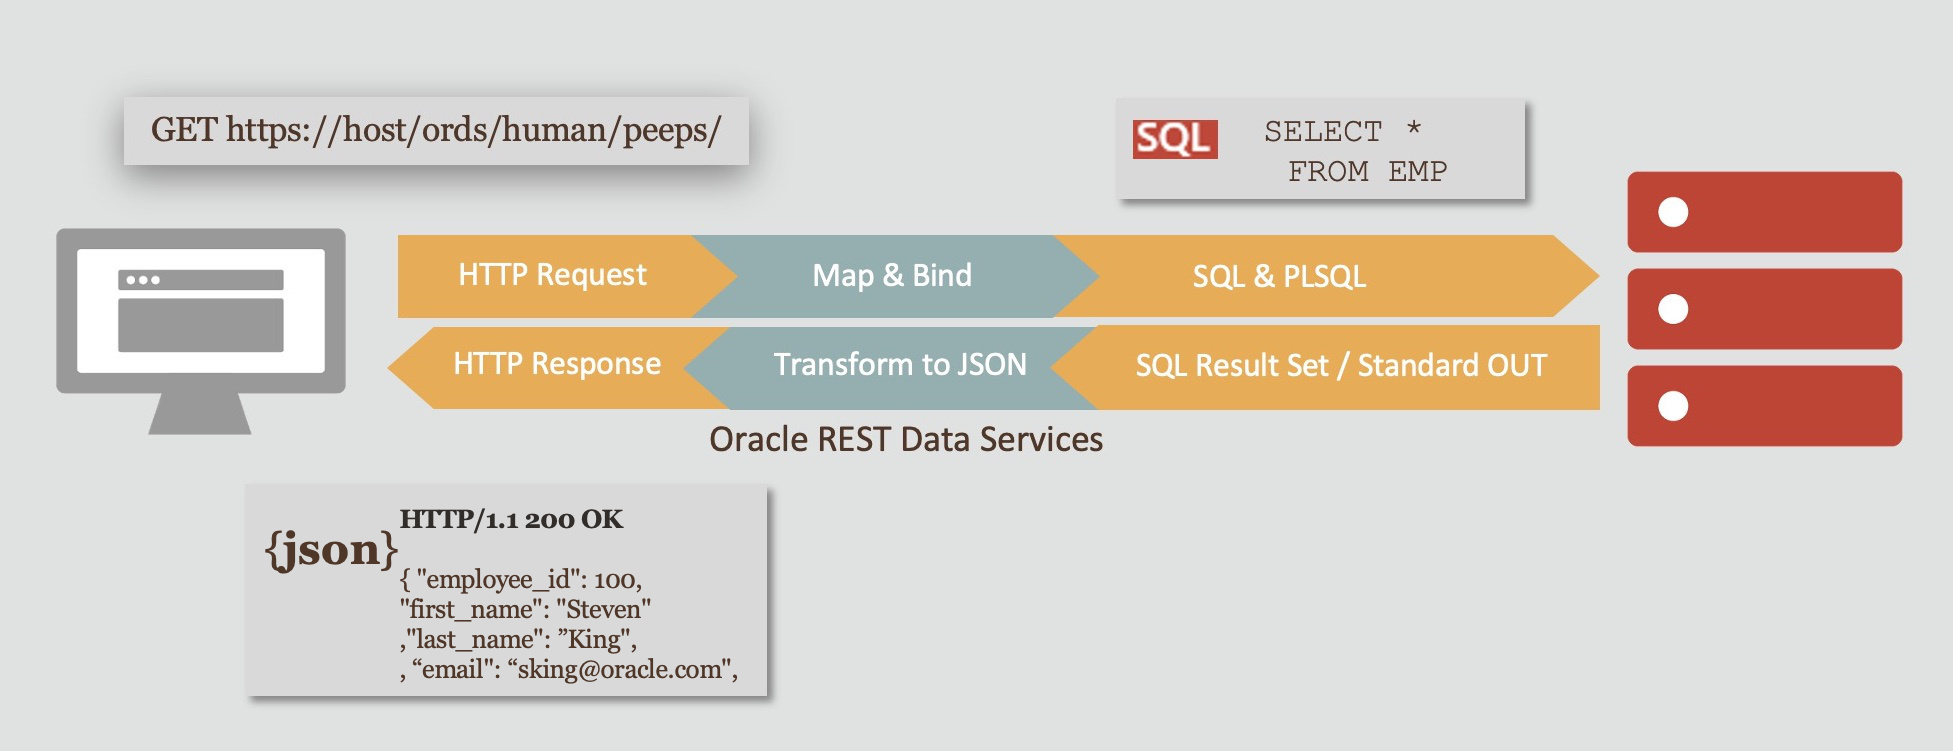 GET https://host/ords/human/peeps/
SQL
SELECT *
FROM EMP
HTTP Request
Map & Bind
SQL & PLSQL
HTTP Response
Transform to JSON
SQL Result Set / Standard OUT
Oracle REST Data Services
{json}
HTTP/1.1 200 OK
{ "employee_id": 100,
"first_name": "Steven"
,"last_name": ”King",
, “email": “sking@oracle.com",